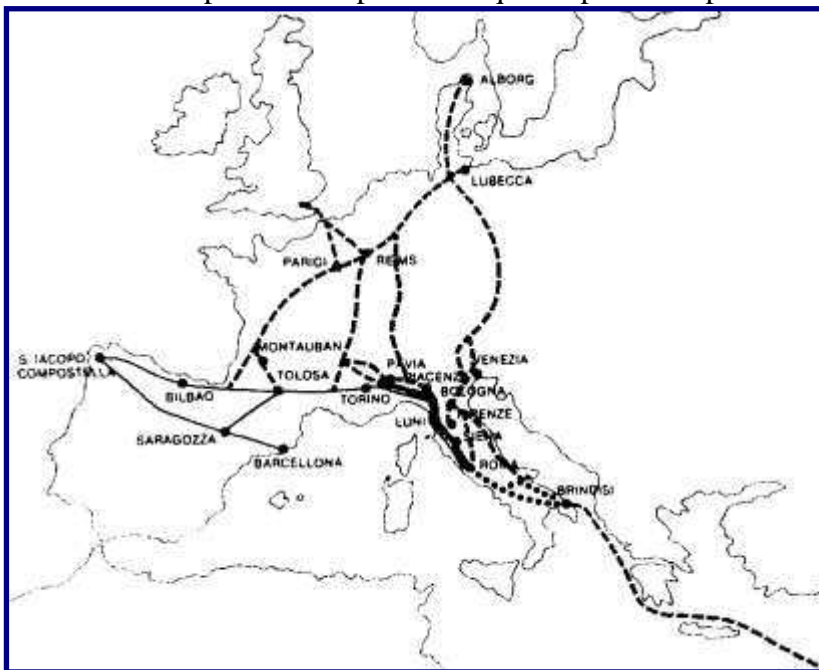 ALBORG
LUBECCA
PARIGI
REIMS
MONTAUBAN
S. IACOPO
COMPOSTELLA
TOLOSA
BILBAO
TORINO
PAVIA
PIACENZA
VENEZIA
BOLOGNA
FIRENZE
LUNI
SIENA
SARAGOZZA
BARCELLONA
ROMA
BRINDISI